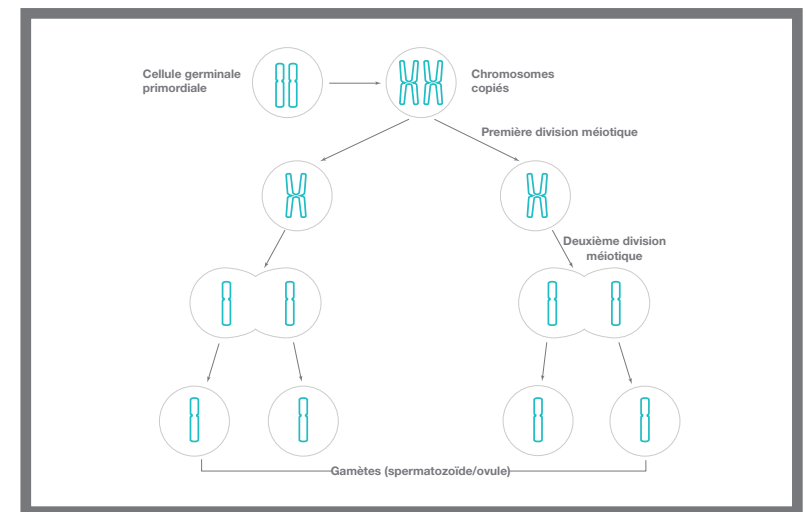 Cellule germinale
primordiale
Chromosomes
copiés
Première division méiotique
Deuxième division
méiotique
Gamètes (spermatozoïde/ovule)